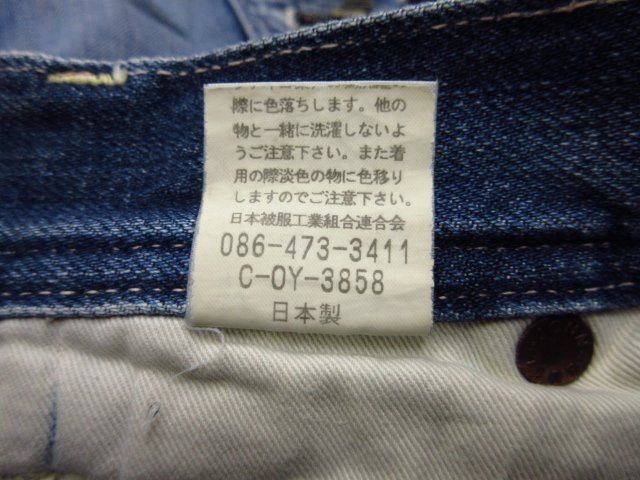 際に色落ちします。他の
物と一緒に洗濯しないよ
うご注意下さい。また着
用の際淡色の物に色移り
しますのでご注意下さい。
日本被服工業組合連合会
086-473-3411
C-OY-3858
日本製